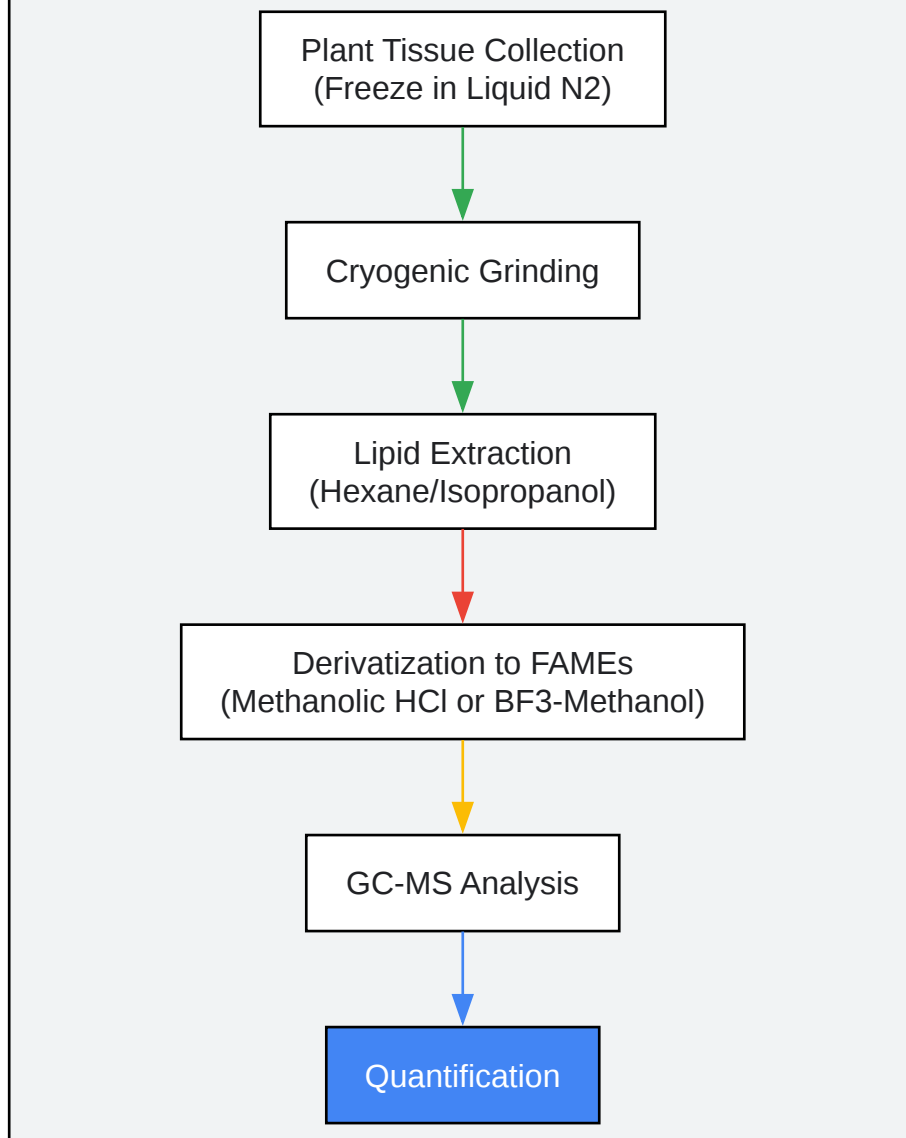 Plant Tissue Collection
(Freeze in Liquid N2)
Cryogenic Grinding
Lipid Extraction
(Hexane/Isopropanol)
Derivatization to FAMEs
(Methanolic HCl or BF3-Methanol)
GC-MS Analysis
Quantification